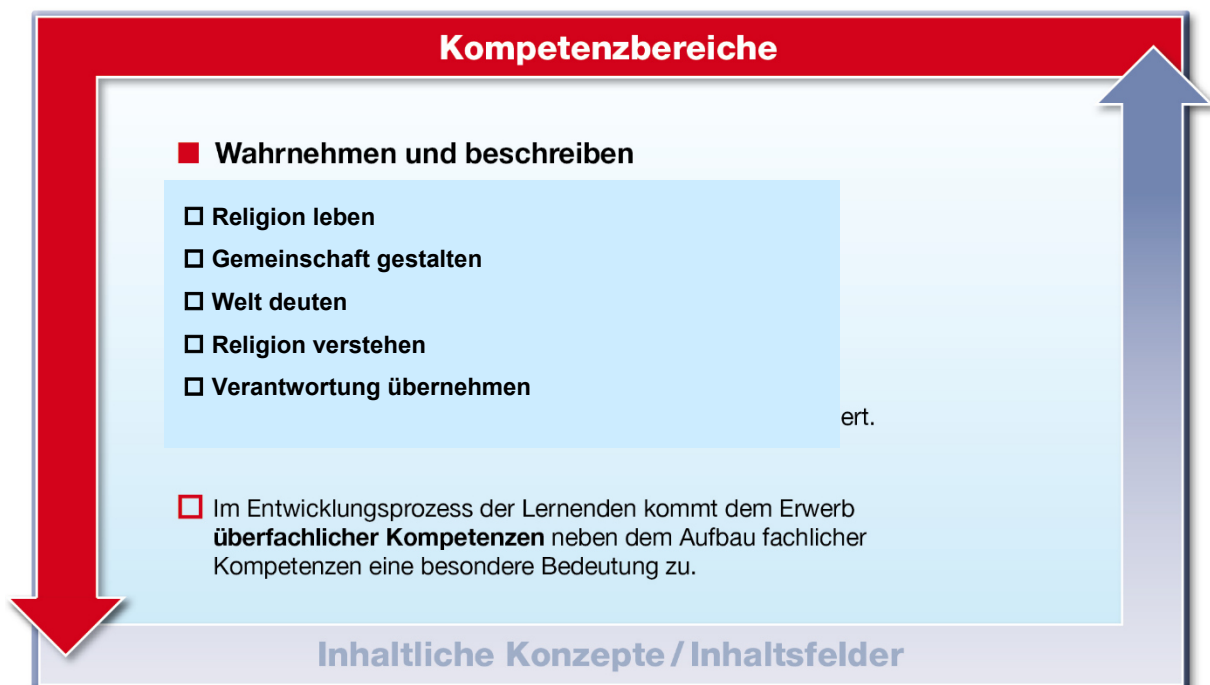 Kompetenzbereiche
Wahrnehmen und beschreiben
Religion leben
Gemeinschaft gestalten
Welt deuten
Religion verstehen
Verantwortung übernehmen
ert.
Im Entwicklungsprozess der Lernenden kommt dem Erwerb
überfachlicher Kompetenzen neben dem Aufbau fachlicher
Kompetenzen eine besondere Bedeutung zu.
Inhaltliche Konzepte / Inhaltsfelder